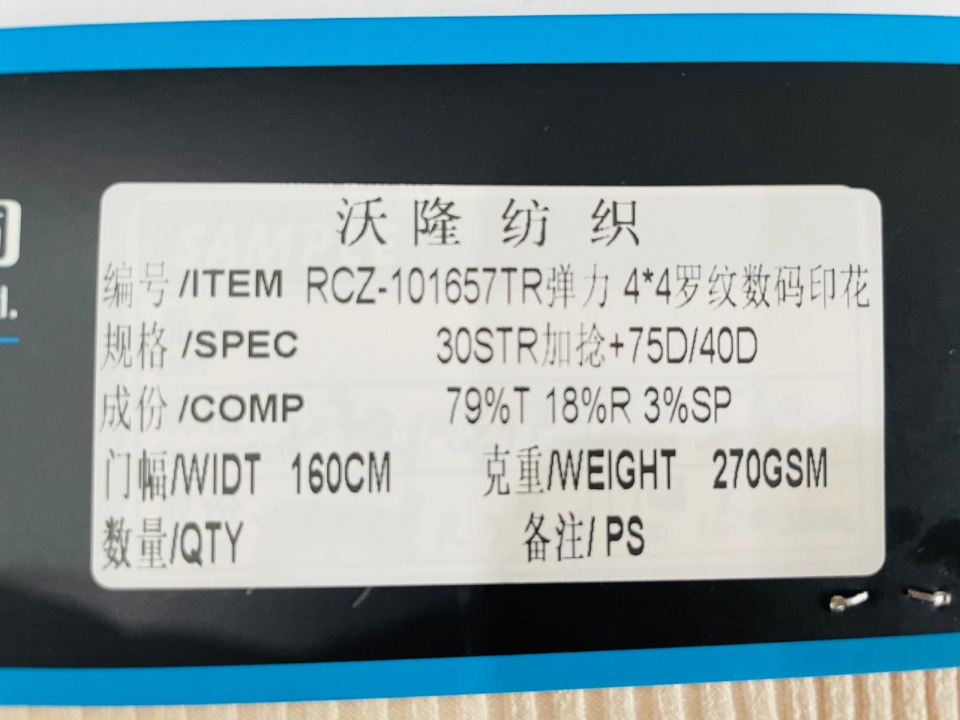 沃隆纺织
编号/ITEM RCZ-101657TR弹力 4*4罗纹数码印花
规格/SPEC 30STR加捻+75D/40D
成份/COMP 79%T 18%R 3%SP
门幅/WIDT 160CM 克重/WEIGHT 270GSM
数量/QTY 备注/ PS
d.